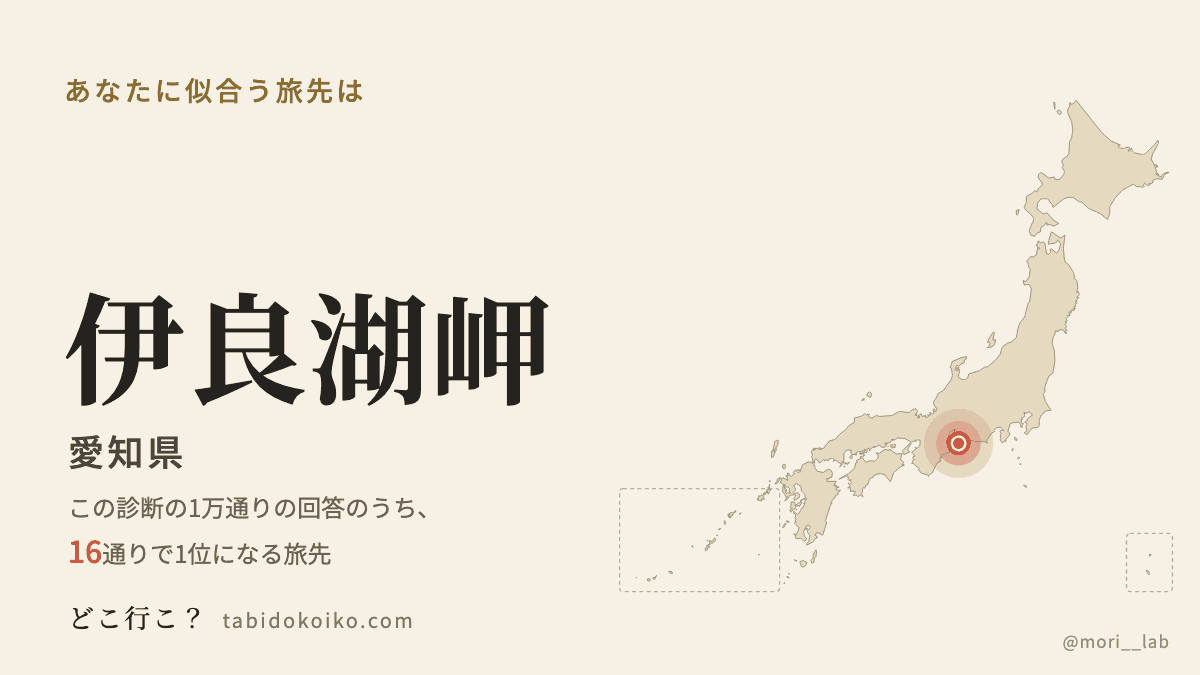 あなたに似合う旅先は
伊良湖岬
愛知県
この診断の1万通りの回答のうち、
16通りで1位になる旅先
どこ行こ？ tabidokoiko.com
@mori__lab